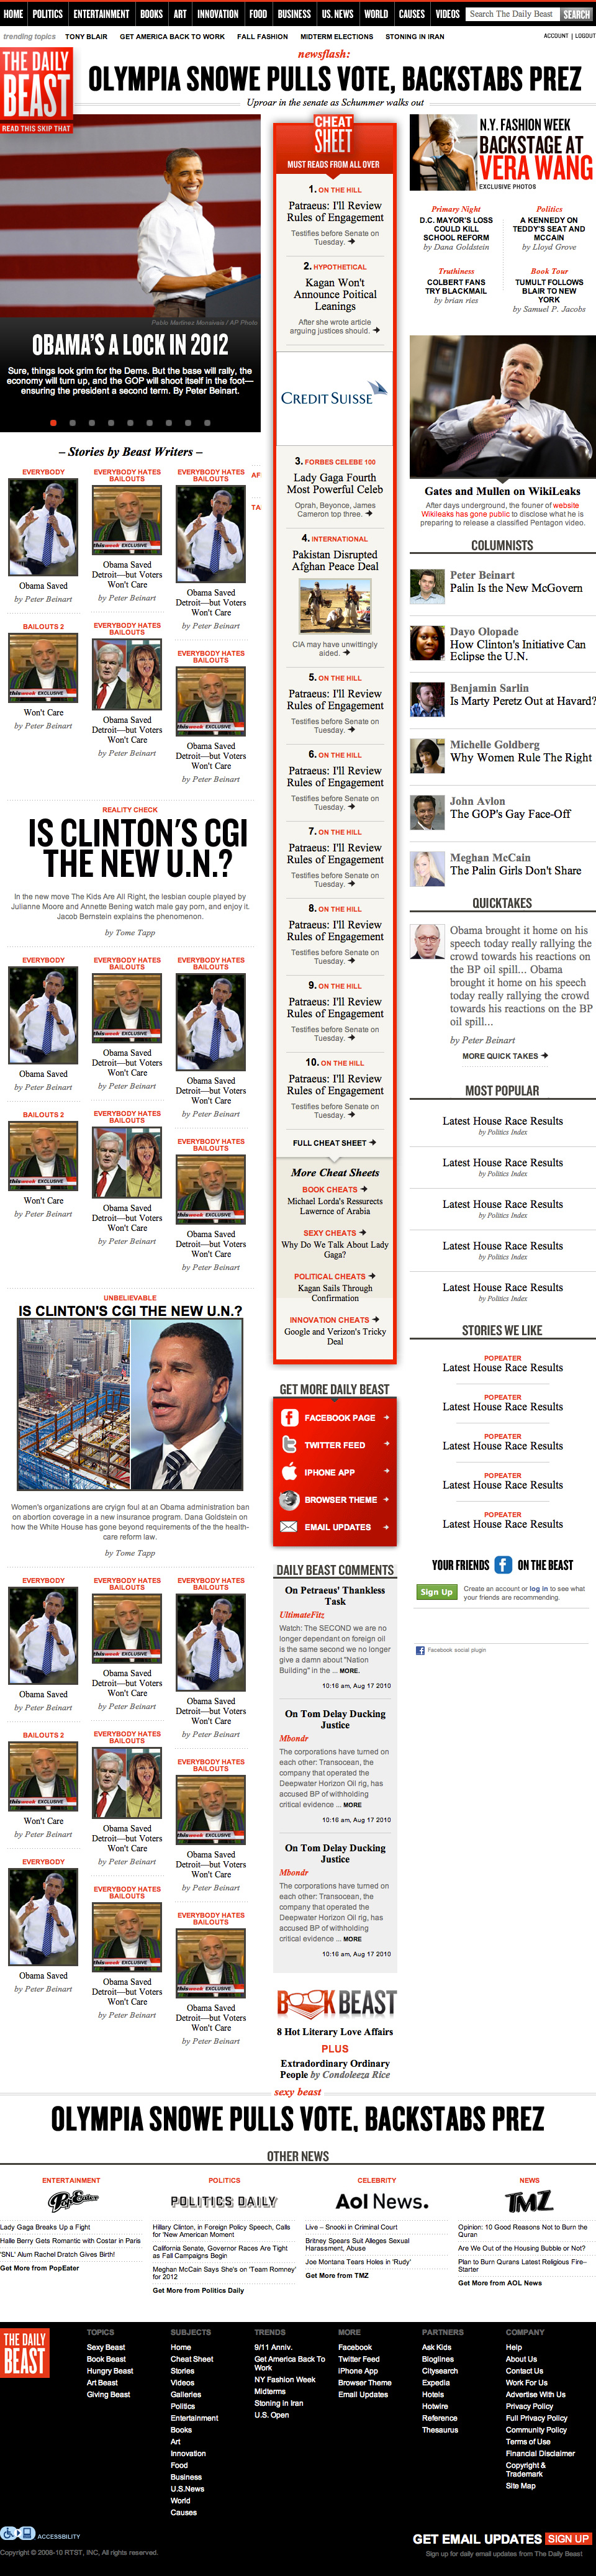 HOME POLITICS ENTERTAINMENT BOOKS ART INNOVATION FOOD BUSINESS US. NEWS WORLD CAUSES VIDEOS Search The Daily Beast SEARCH
trending topics TONY BLAIR GET AMERICA BACK TO WORK FALL FASHION MIDTERM ELECTIONS STONING IN IRAN ACCOUNT | LOGOUT
THE DAILY
BEAST
READ THIS SKIP THAT
newsflash:
OLYMPIA SNOWE PULLS VOTE, BACKSTABS PREZ
Uproar in the senate as Schummer walks out
Pablo Martinez Monsivais / AP Photo
OBAMA'S A LOCK IN 2012
Sure, things look grim for the Dems. But the base will rally, the
economy will turn up, and the GOP will shoot itself in the foot—
ensuring the president a second term. By Peter Beinart.
– Stories by Beast Writers –
EVERYBODY
Obama Saved
by Peter Beinart
EVERYBODY HATES
BAILOUTS
thisweek EXCLUSIVE
Obama Saved
Detroit—but Voters
Won't Care
by Peter Beinart
EVERYBODY HATES
BAILOUTS
Obama Saved
Detroit—but Voters
Won't Care
by Peter Beinart
AF
TA
BAILOUTS 2
thisweek EXCLUSIVE
Won't Care
by Peter Beinart
EVERYBODY HATES
BAILOUTS
Obama Saved
Detroit—but Voters
Won't Care
by Peter Beinart
EVERYBODY HATES
BAILOUTS
thisweek EXCLUSIVE
Obama Saved
Detroit—but Voters
Won't Care
by Peter Beinart
REALITY CHECK
IS CLINTON'S CGI
THE NEW U.N.?
In the new move The Kids Are All Right, the lesbian couple played by
Julianne Moore and Annette Bening watch male gay porn, and enjoy it.
Jacob Bernstein explains the phenomenon.
by Tome Tapp
EVERYBODY
Obama Saved
by Peter Beinart
EVERYBODY HATES
BAILOUTS
thisweek EXCLUSIVE
Obama Saved
Detroit—but Voters
Won't Care
by Peter Beinart
EVERYBODY HATES
BAILOUTS
Obama Saved
Detroit—but Voters
Won't Care
by Peter Beinart
BAILOUTS 2
thisweek EXCLUSIVE
Won't Care
by Peter Beinart
EVERYBODY HATES
BAILOUTS
Obama Saved
Detroit—but Voters
Won't Care
by Peter Beinart
EVERYBODY HATES
BAILOUTS
thisweek EXCLUSIVE
Obama Saved
Detroit—but Voters
Won't Care
by Peter Beinart
UNBELIEVABLE
IS CLINTON'S CGI THE NEW U.N.?
Women's organizations are cryign foul at an Obama administration ban
on abortion coverage in a new insurance program. Dana Goldstein on
how the White House has gone beyond requirements of the the health-
care reform law.
by Tome Tapp
EVERYBODY
Obama Saved
by Peter Beinart
EVERYBODY HATES
BAILOUTS
thisweek EXCLUSIVE
Obama Saved
Detroit—but Voters
Won't Care
by Peter Beinart
EVERYBODY HATES
BAILOUTS
Obama Saved
Detroit—but Voters
Won't Care
by Peter Beinart
BAILOUTS 2
thisweek EXCLUSIVE
Won't Care
by Peter Beinart
EVERYBODY HATES
BAILOUTS
Obama Saved
Detroit—but Voters
Won't Care
by Peter Beinart
EVERYBODY HATES
BAILOUTS
thisweek EXCLUSIVE
Obama Saved
Detroit—but Voters
Won't Care
by Peter Beinart
EVERYBODY
Obama Saved
by Peter Beinart
EVERYBODY HATES
BAILOUTS
thisweek EXCLUSIVE
Obama Saved
Detroit—but Voters
Won't Care
by Peter Beinart
EVERYBODY HATES
BAILOUTS
thisweek EXCLUSIVE
Obama Saved
Detroit—but Voters
Won't Care
by Peter Beinart
CHEAT
SHEET
MUST READS FROM ALL OVER
1. ON THE HILL
Patraeus: I'll Review
Rules of Engagement
Testifies before Senate on
Tuesday.
2. HYPOTHETICAL
Kagan Won't
Announce Poitical
Leanings
After she wrote article
arguing justices should.
CREDIT SUISSE
3. FORBES CELEBE 100
Lady Gaga Fourth
Most Powerful Celeb
Oprah, Beyonce, James
Cameron top three.
4. INTERNATIONAL
Pakistan Disrupted
Afghan Peace Deal
CIA may have unwittingly
aided.
5. ON THE HILL
Patraeus: I'll Review
Rules of Engagement
Testifies before Senate on
Tuesday.
6. ON THE HILL
Patraeus: I'll Review
Rules of Engagement
Testifies before Senate on
Tuesday.
7. ON THE HILL
Patraeus: I'll Review
Rules of Engagement
Testifies before Senate on
Tuesday.
8. ON THE HILL
Patraeus: I'll Review
Rules of Engagement
Testifies before Senate on
Tuesday.
9. ON THE HILL
Patraeus: I'll Review
Rules of Engagement
Testifies before Senate on
Tuesday.
10. ON THE HILL
Patraeus: I'll Review
Rules of Engagement
Testifies before Senate on
Tuesday.
FULL CHEAT SHEET
More Cheat Sheets
BOOK CHEATS
Michael Lorda's Ressurects
Lawernce of Arabia
SEXY CHEATS
Why Do We Talk About Lady
Gaga?
POLITICAL CHEATS
Kagan Sails Through
Confirmation
INNOVATION CHEATS
Google and Verizon's Tricky
Deal
GET MORE DAILY BEAST
FACEBOOK PAGE
TWITTER FEED
IPHONE APP
BROWSER THEME
EMAIL UPDATES
DAILY BEAST COMMENTS
On Petraeus' Thankless
Task
UltimateFitz
Watch: The SECOND we are no
longer dependant on foreign oil
is the same second we no longer
give a damn about "Nation
Building" in the ... MORE.
10:16 am, Aug 17 2010
On Tom Delay Ducking
Justice
Mbondr
The corporations have turned on
each other: Transocean, the
company that operated the
Deepwater Horizon Oil rig, has
accused BP of withholding
critical evidence ... MORE
10:16 am, Aug 17 2010
On Tom Delay Ducking
Justice
Mbondr
The corporations have turned on
each other: Transocean, the
company that operated the
Deepwater Horizon Oil rig, has
accused BP of withholding
critical evidence ... MORE
10:16 am, Aug 17 2010
BOOK BEAST
8 Hot Literary Love Affairs
PLUS
Extradordinary Ordinary
People by Condoleeza Rice
N.Y. FASHION WEEK
BACKSTAGE AT
VERA WANG
EXCLUSIVE PHOTOS
Primary Night
D.C. MAYOR'S LOSS
COULD KILL
SCHOOL REFORM
by Dana Goldstein
Politics
A KENNEDY ON
TEDDY'S SEAT AND
MCCAIN
by Lloyd Grove
Truthiness
COLBERT FANS
TRY BLACKMAIL
by brian ries
Book Tour
TUMULT FOLLOWS
BLAIR TO NEW
YORK
by Samuel P. Jacobs
Gates and Mullen on WikiLeaks
After days underground, the founer of website
Wikileaks has gone public to disclose what he is
preparing to release a classified Pentagon video.
COLUMNISTS
Peter Beinart
Palin Is the New McGovern
Dayo Olopade
How Clinton's Initiative Can
Eclipse the U.N.
Benjamin Sarlin
Is Marty Peretz Out at Havard?
Michelle Goldberg
Why Women Rule The Right
John Avlon
The GOP's Gay Face-Off
Meghan McCain
The Palin Girls Don't Share
QUICKTAKES
Obama brought it home on his
speech today really rallying the
crowd towards his reactions on
the BP oil spill... Obama
brought it home on his speech
today really rallying the crowd
towards his reactions on the BP
oil spill...
by Peter Beinart
MORE QUICK TAKES
MOST POPULAR
Latest House Race Results
by Politics Index
Latest House Race Results
by Politics Index
Latest House Race Results
by Politics Index
Latest House Race Results
by Politics Index
Latest House Race Results
by Politics Index
STORIES WE LIKE
POPEATER
Latest House Race Results
POPEATER
Latest House Race Results
POPEATER
Latest House Race Results
POPEATER
Latest House Race Results
POPEATER
Latest House Race Results
YOUR FRIENDS ON THE BEAST
Sign Up Create an account or log in to see what
your friends are recommending.
Facebook social plugin
sexy beast
OLYMPIA SNOWE PULLS VOTE, BACKSTABS PREZ
OTHER NEWS
ENTERTAINMENT
PopEater
Lady Gaga Breaks Up a Fight
Halle Berry Gets Romantic with Costar in Paris
'SNL' Alum Rachel Dratch Gives Birth!
Get More from PopEater
POLITICS
POLITICS DAILY
Hillary Clinton, in Foreign Policy Speech, Calls
for 'New American Moment'
California Senate, Governor Races Are Tight
as Fall Campaigns Begin
Meghan McCain Says She's on 'Team Romney'
for 2012
Get More from Politics Daily
CELEBRITY
Aol News.
Live – Snooki in Criminal Court
Britney Spears Suit Alleges Sexual
Harassment, Abuse
Joe Montana Tears Holes in 'Rudy'
Get More from TMZ
NEWS
TMZ
Opinion: 10 Good Reasons Not to Burn the
Quran
Are We Out of the Housing Bubble or Not?
Plan to Burn Qurans Latest Religious Fire–
Starter
Get More from AOL News
THE DAILY
BEAST
TOPICS
Sexy Beast
Book Beast
Hungry Beast
Art Beast
Giving Beast
SUBJECTS
Home
Cheat Sheet
Stories
Videos
Galleries
Politics
Entertainment
Books
Art
Innovation
Food
Business
U.S.News
World
Causes
TRENDS
9/11 Anniv.
Get America Back To
Work
NY Fashion Week
Midterms
Stoning in Iran
U.S. Open
MORE
Facebook
Twitter Feed
iPhone App
Browser Theme
Email Updates
PARTNERS
Ask Kids
Bloglines
Citysearch
Expedia
Hotels
Hotwire
Reference
Thesaurus
COMPANY
Help
About Us
Contact Us
Work For Us
Advertise With Us
Privacy Policy
Full Privacy Policy
Community Policy
Terms of Use
Financial Disclaimer
Copyright &
Trademark
Site Map
ACCESSBILITY
Copyright © 2008-10 RTST, INC, All rights reserved.
GET EMAIL UPDATES SIGN UP
Sign up for daily email updates from The Daily Beast